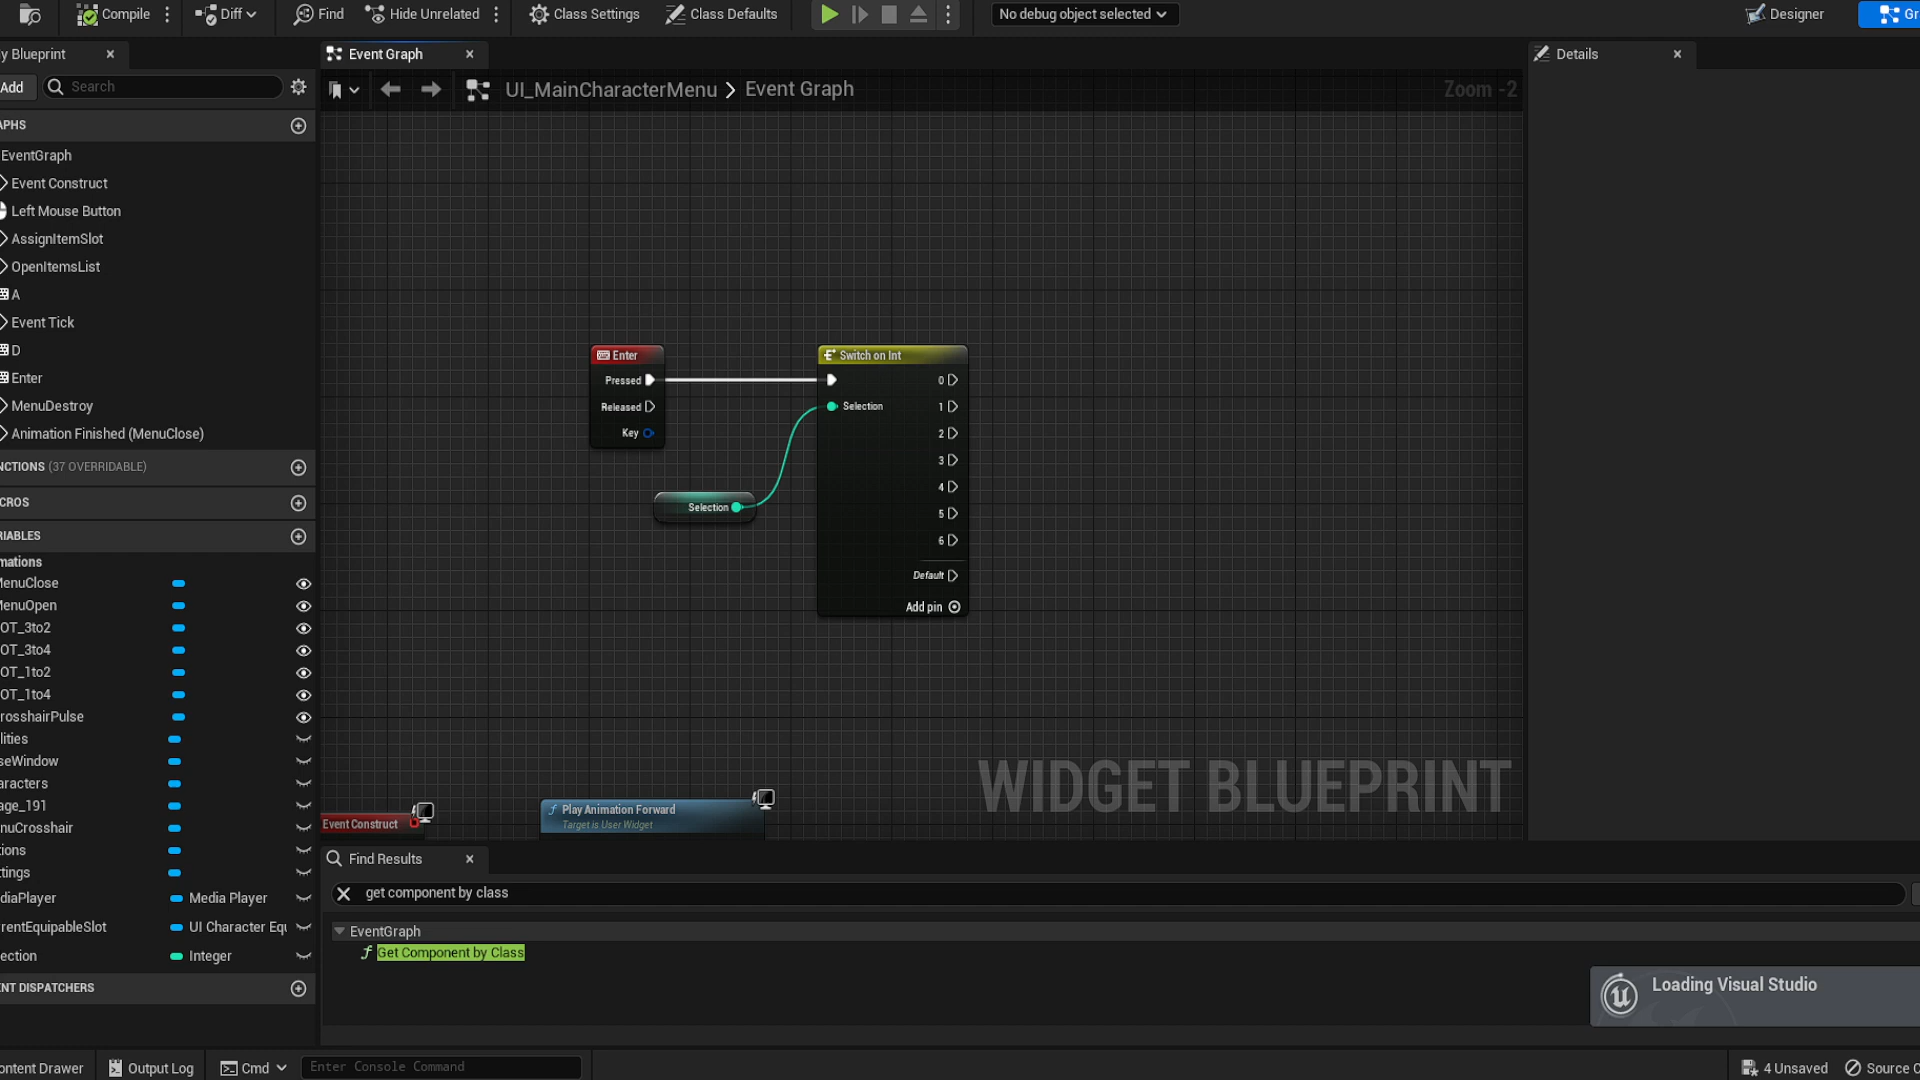 Compile
Diff
Find
Hide Unrelated
Class Settings
Class Defaults
No debug object selected
Designer
Gr
y Blueprint
Event Graph
Details
Add
Search
UI_MainCharacterMenu > Event Graph
Zoom -2
APHS
EventGraph
Event Construct
Left Mouse Button
AssignItemSlot
OpenItemsList
A
Event Tick
D
Enter
MenuDestroy
Animation Finished (MenuClose)
NCTIONS (37 OVERRIDABLE)
CROS
RIABLES
mations
MenuClose
MenuOpen
OT_3to2
OT_3to4
OT_1to2
OT_1to4
rosshairPulse
lities
seWindow
aracters
age_191
nuCrosshair
tions
ttings
diaPlayer Media Player
rentEquipableSlot UI Character Equ
ection Integer
NT DISPATCHERS
Enter
Pressed
Released
Key
Selection
Switch on Int
Selection
0
1
2
3
4
5
6
Default
Add pin
WIDGET BLUEPRINT
Event Construct
Play Animation Forward
Target is User Widget
Find Results
get component by class
EventGraph
Get Component by Class
Loading Visual Studio
ontent Drawer
Output Log
Cmd
Enter Console Command
4 Unsaved
Source C